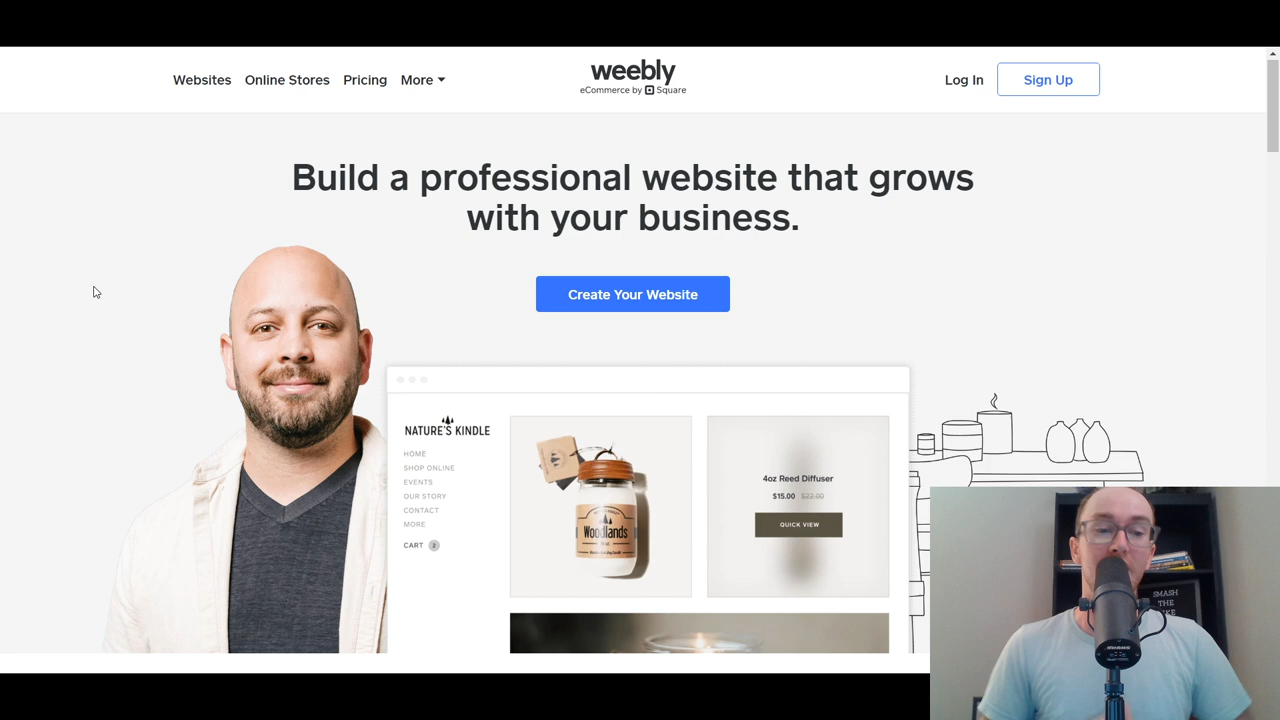 Websites Online Stores Pricing More
weebly
eCommerce by Square
Log In Sign Up
Build a professional website that grows
with your business.
Create Your Website
NATURE'S KINDLE
HOME
SHOP ONLINE
EVENTS
OUR STORY
CONTACT
MORE
CART 2
Woodlands
4oz Reed Diffuser
$15.00 $22.00
QUICK VIEW
SMASH
THE